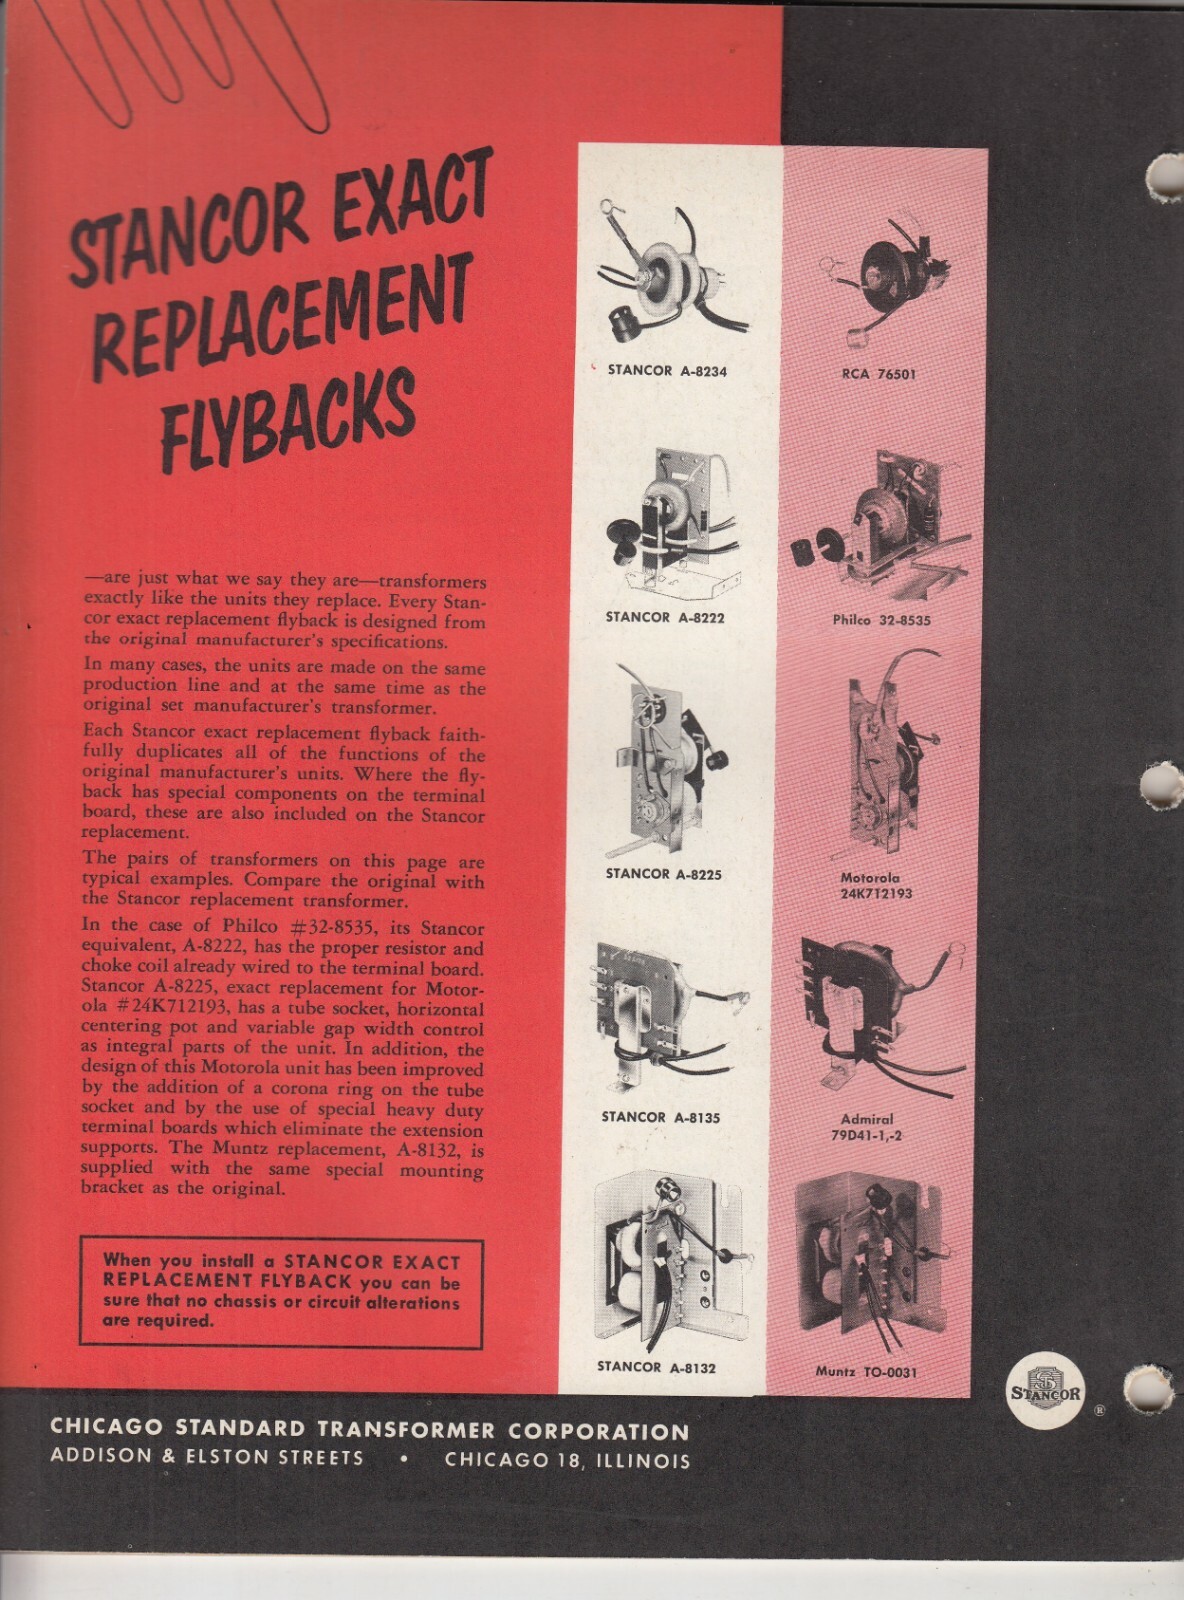 STANCOR EXACT
REPLACEMENT
FLYBACKS
—are just what we say they are—transformers
exactly like the units they replace. Every Stan-
cor exact replacement flyback is designed from
the original manufacturer's specifications.
In many cases, the units are made on the same
production line and at the same time as the
original set manufacturer's transformer.
Each Stancor exact replacement flyback faith-
fully duplicates all of the functions of the
original manufacturer's units. Where the fly-
back has special components on the terminal
board, these are also included on the Stancor
replacement.
The pairs of transformers on this page are
typical examples. Compare the original with
the Stancor replacement transformer.
In the case of Philco #32-8535, its Stancor
equivalent, A-8222, has the proper resistor and
choke coil already wired to the terminal board.
Stancor A-8225, exact replacement for Motor-
ola #24K712193, has a tube socket, horizontal
centering pot and variable gap width control
as integral parts of the unit. In addition, the
design of this Motorola unit has been improved
by the addition of a corona ring on the tube
socket and by the use of special heavy duty
terminal boards which eliminate the extension
supports. The Muntz replacement, A-8132, is
supplied with the same special mounting
bracket as the original.
When you install a STANCOR EXACT
REPLACEMENT FLYBACK you can be
sure that no chassis or circuit alterations
are required.
STANCOR A-8234
RCA 76501
STANCOR A-8222
Philco 32-8535
STANCOR A-8225
Motorola
24K712193
STANCOR A-8135
Admiral
79D41-1,-2
STANCOR A-8132
Muntz TO-0031
STANCOR
®
CHICAGO STANDARD TRANSFORMER CORPORATION
ADDISON & ELSTON STREETS • CHICAGO 18, ILLINOIS